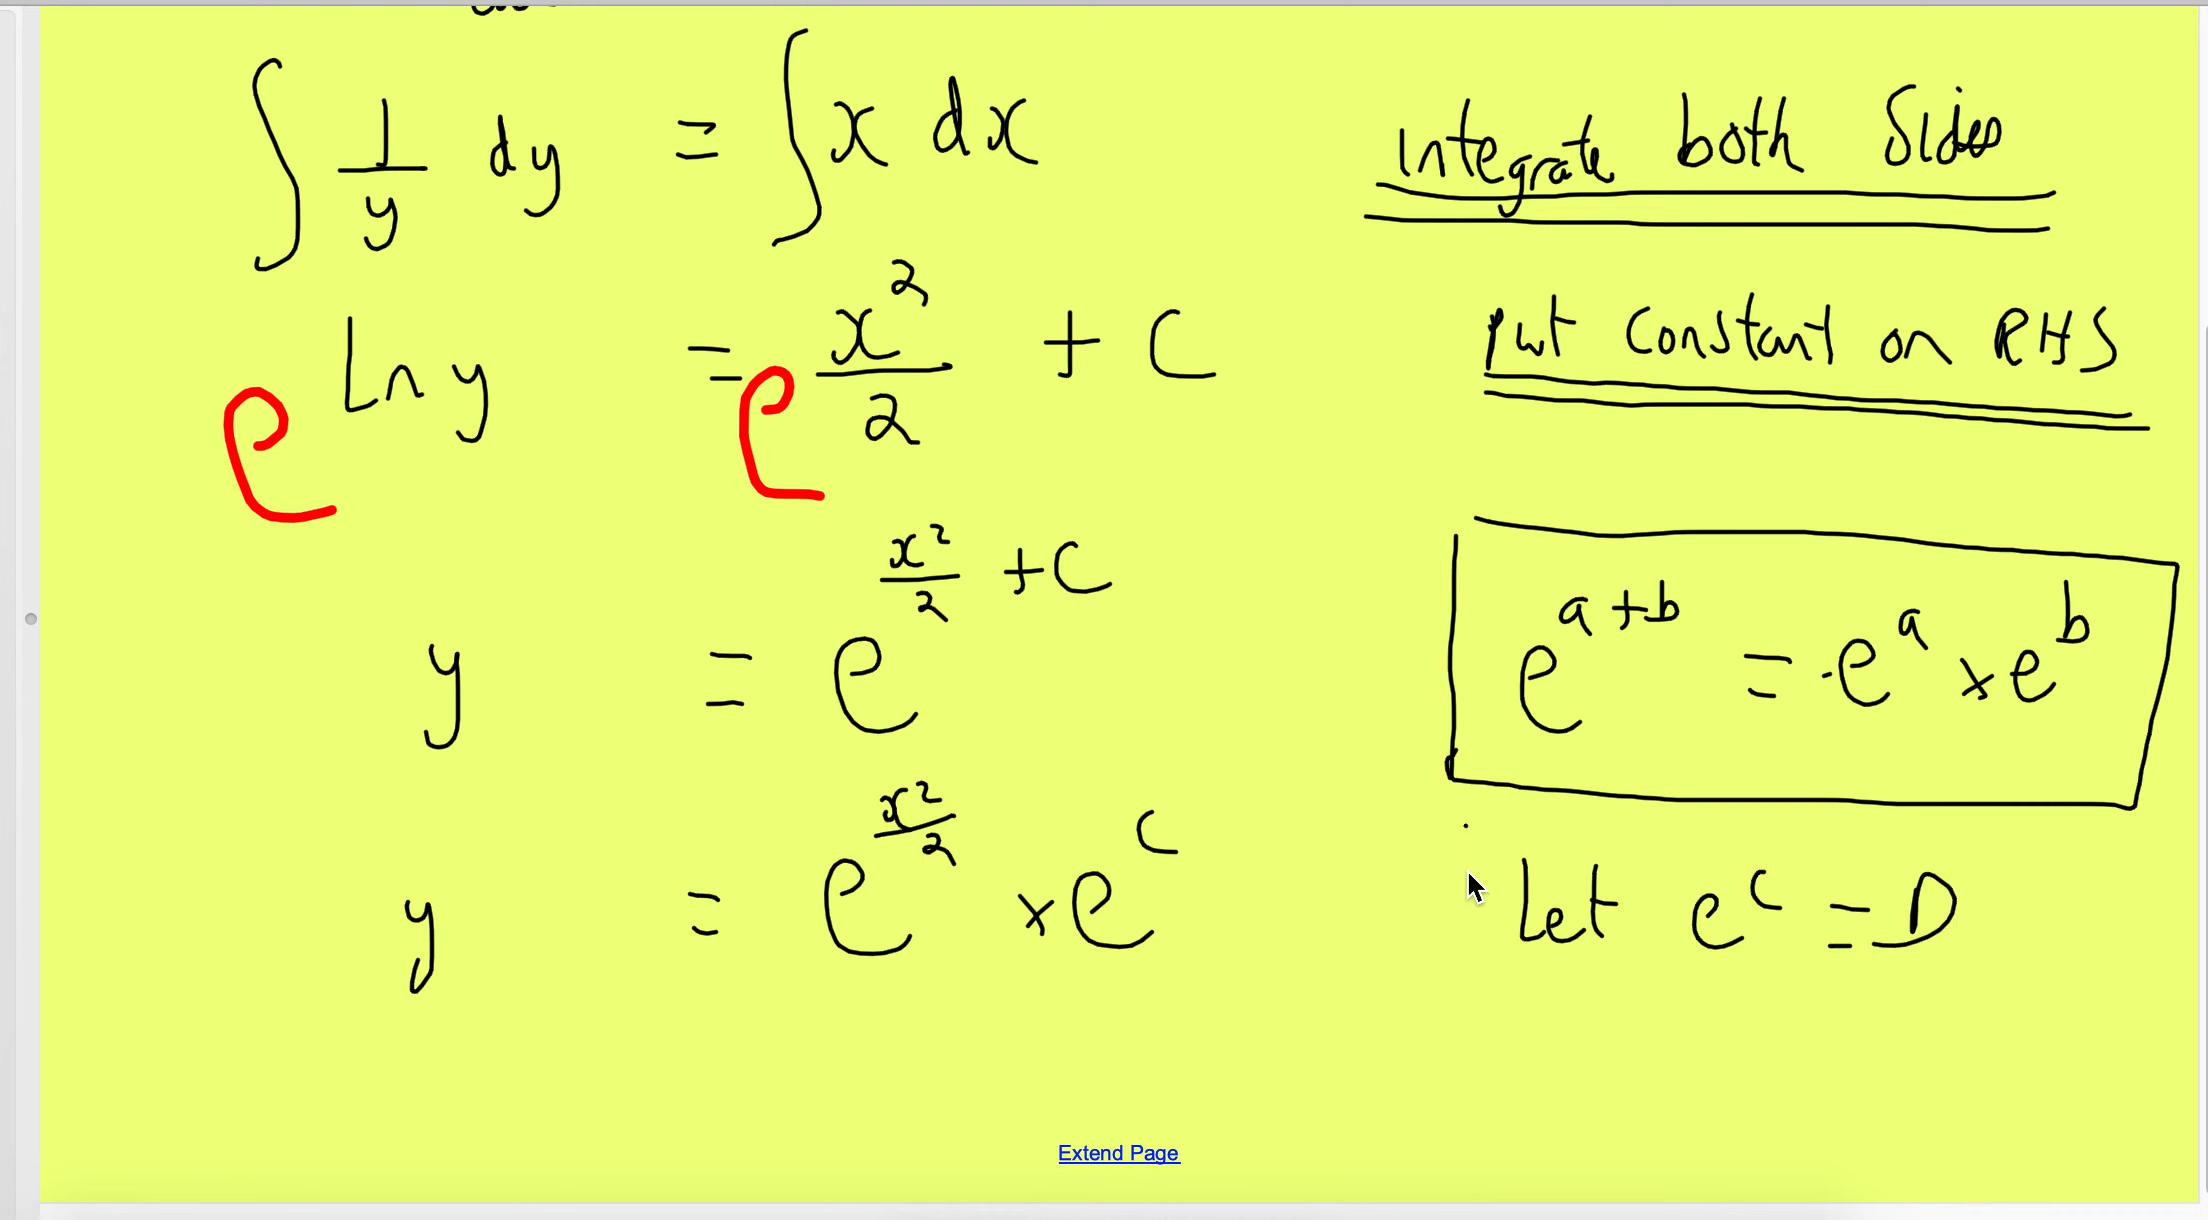 ∫ 1/y dy = ∫ x dx
Integrate both Sides
e^(Ln y) = e^(x²/2 + C)
Put Constant on RHS
y = e^(x²/2 + C)
e^(a+b) = e^a × e^b
y = e^(x²/2) × e^C
Let e^C = D
Extend Page